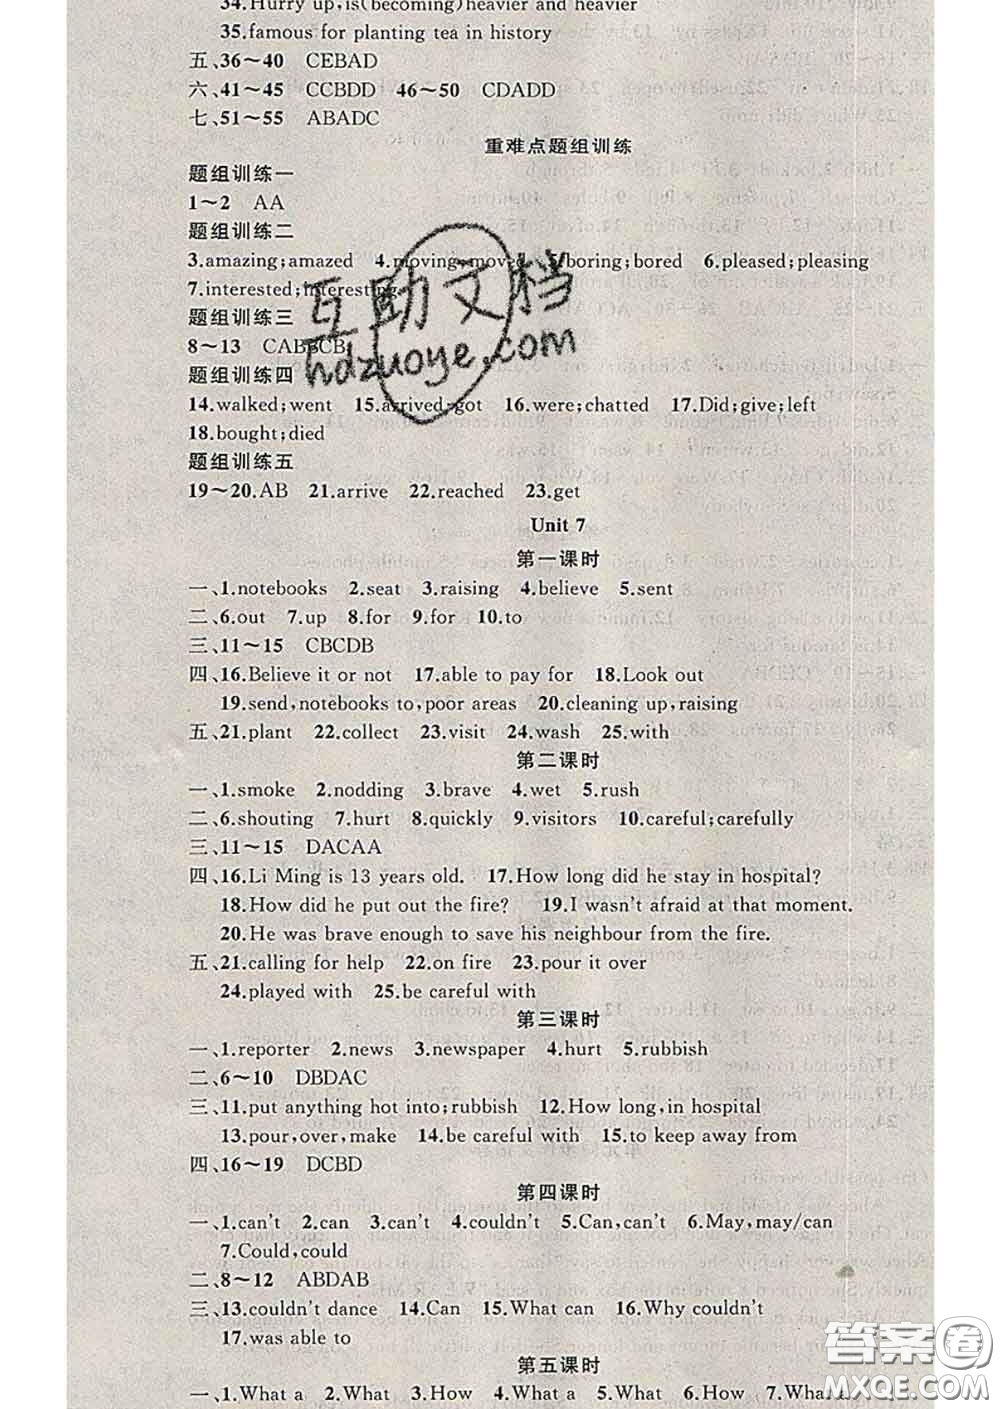 34.Hurry up,is(becoming)heavier and heavier
35.famous for planting tea in history
五、36～40 CEBAD
六、41～45 CCBDD 46～50 CDADD
七、51～55 ABADC
重难点题组训练
题组训练一
1～2 AA
题组训练二
3.amazing;amazed 4.moving;moved 5.boring;bored 6.pleased;pleasing
7.interested;interesting
题组训练三
8～13 CABBCB
题组训练四
14.walked;went 15.arrived;got 16.were;chatted 17.Did;give;left
18.bought;died
题组训练五
19～20.AB 21.arrive 22.reached 23.get
Unit 7
第一课时
一、1.notebooks 2.seat 3.raising 4.believe 5.sent
二、6.out 7.up 8.for 9.for 10.to
三、11～15 CBCDB
四、16.Believe it or not 17.able to pay for 18.Look out
19.send,notebooks to,poor areas 20.cleaning up,raising
五、21.plant 22.collect 23.visit 24.wash 25.with
第二课时
一、1.smoke 2.nodding 3.brave 4.wet 5.rush
二、6.shouting 7.hurt 8.quickly 9.visitors 10.careful;carefully
三、11～15 DACAA
四、16.Li Ming is 13 years old. 17.How long did he stay in hospital?
18.How did he put out the fire? 19.I wasn't afraid at that moment.
20.He was brave enough to save his neighbour from the fire.
五、21.calling for help 22.on fire 23.pour it over
24.played with 25.be careful with
第三课时
一、1.reporter 2.news 3.newspaper 4.hurt 5.rubbish
二、6～10 DBDAC
三、11.put anything hot into;rubbish 12.How long,in hospital
13.pour,over,make 14.be careful with 15.to keep away from
四、16～19 DCBD
第四课时
一、1.can't 2.can 3.can't 4.couldn't 5.Can,can't 6.May,may/can
7.Could,could
二、8～12 ABDAB
三、13.couldn't dance 14.Can 15.What can 16.Why couldn't
17.was able to
第五课时
一、1.What a 2.What 3.How 4.What a 5.What 6.How 7.What a
互助文档
hdzuoye.com
答案圈
MXQE.COM